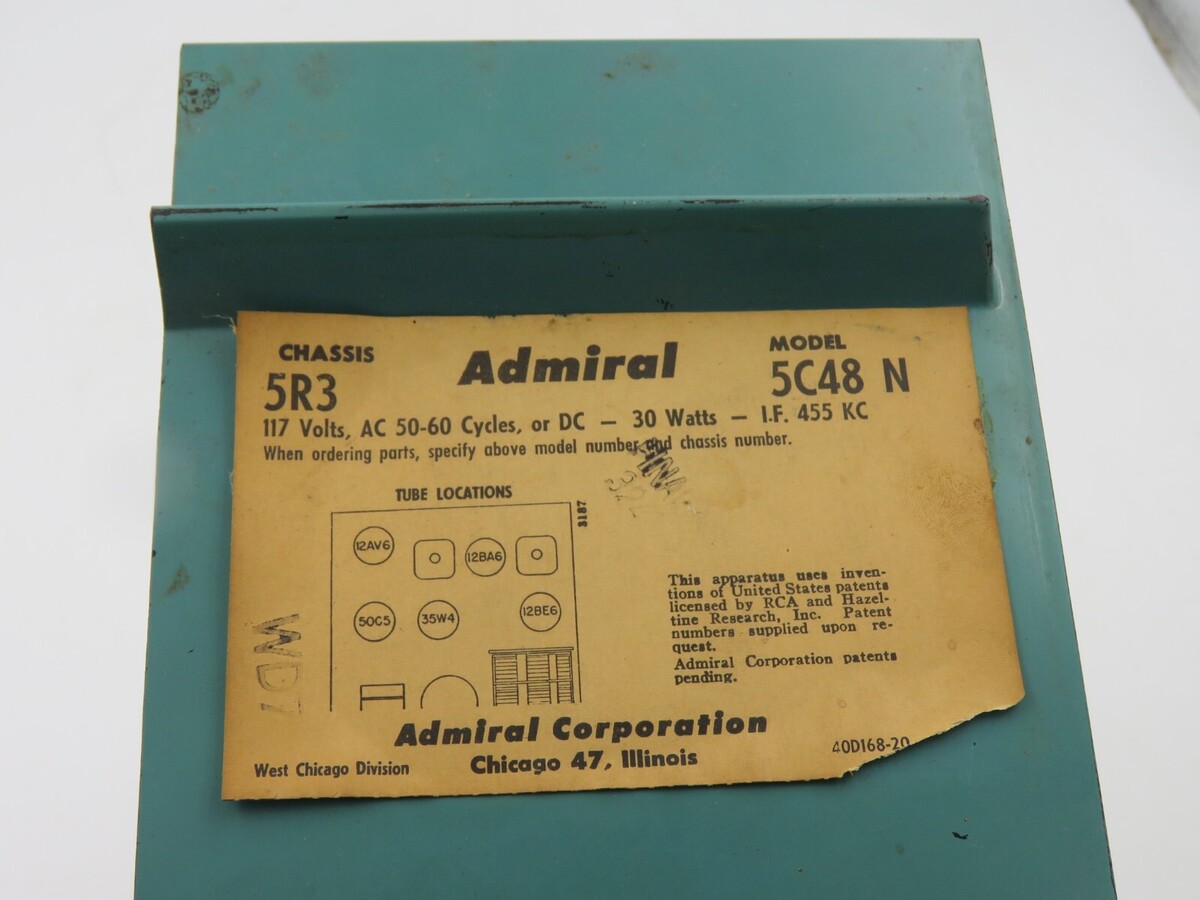 CHASSIS
5R3
Admiral
MODEL
5C48 N
117 Volts, AC 50-60 Cycles, or DC — 30 Watts — I.F. 455 KC
When ordering parts, specify above model number and chassis number.
TUBE LOCATIONS
3187
12AV6
12BA6
50C5
35W4
12BE6
This apparatus uses inven-
tions of United States patents
licensed by RCA and Hazel-
tine Research, Inc. Patent
numbers supplied upon re-
quest.
Admiral Corporation patents
pending.
Admiral Corporation
West Chicago Division
Chicago 47, Illinois
40D168-20